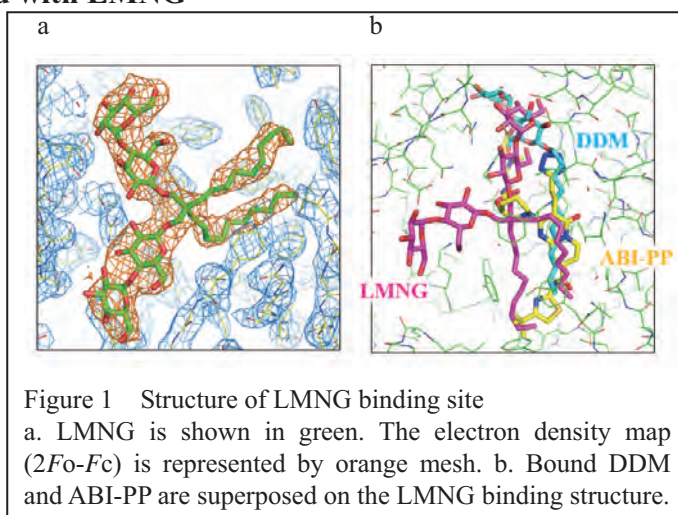 d with LMNG
a b
DDM
ABI-PP
LMNG
Figure 1 Structure of LMNG binding site
a. LMNG is shown in green. The electron density map
(2Fo-Fc) is represented by orange mesh. b. Bound DDM
and ABI-PP are superposed on the LMNG binding structure.